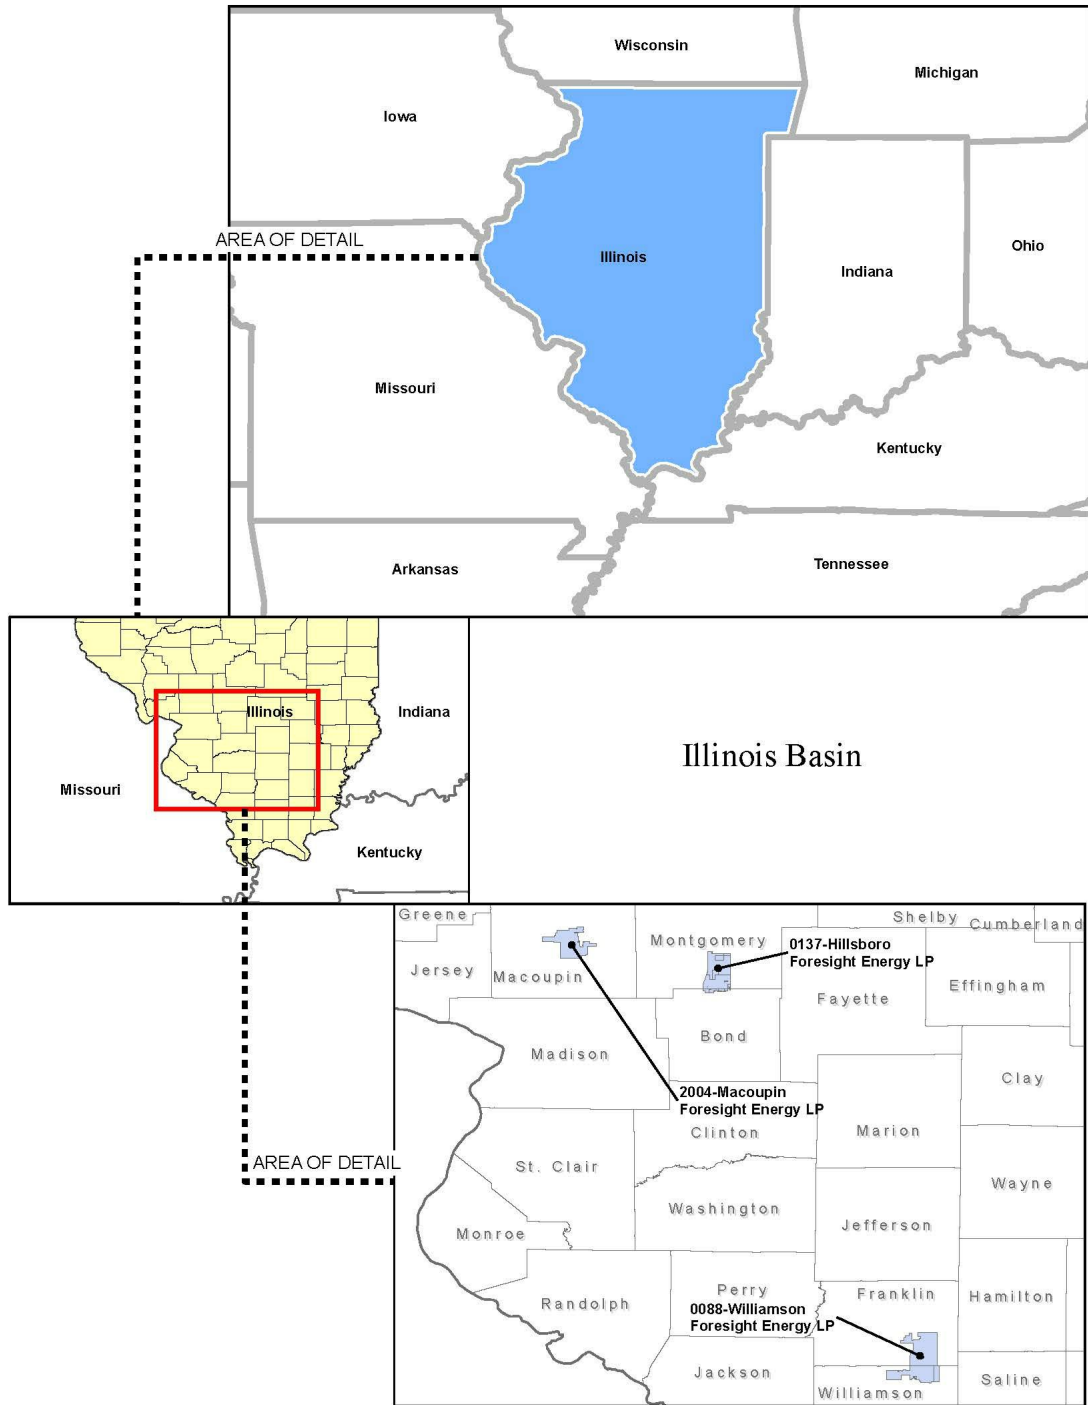 Wisconsin
Michigan
Iowa
AREA OF DETAIL
Illinois
Ohio
Indiana
Missouri
Kentucky
Arkansas
Tennessee
Illinois
Indiana
Missouri
Kentucky
Illinois Basin
Greene
Shelby
Cumberland
Montgomery
0137-Hillsboro
Foresight Energy LP
Jersey
Macoupin
Effingham
Fayette
Bond
Madison
Clay
2004-Macoupin
Foresight Energy LP
Clinton
Marion
AREA OF DETAIL
St. Clair
Wayne
Washington
Jefferson
Monroe
Perry
Franklin
Hamilton
Randolph
0088-Williamson
Foresight Energy LP
Jackson
Saline
Williamson